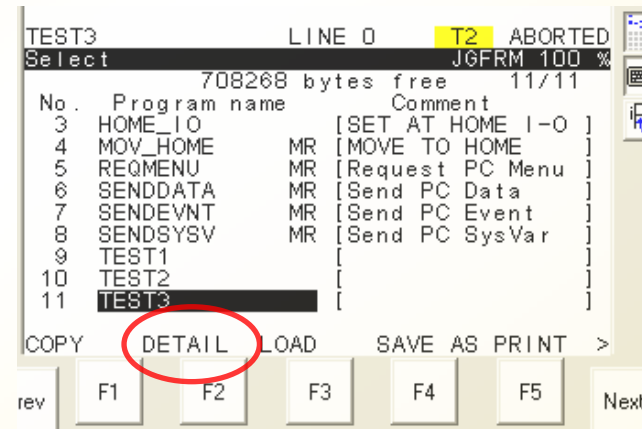 TEST3 LINE 0 T2 ABORTED
Select JGFRM 100 %
708268 bytes free 11/11
No. Program name Comment
3 HOME_IO [SET AT HOME I-O ]
4 MOV_HOME MR [MOVE TO HOME ]
5 REQMENU MR [Request PC Menu ]
6 SENDDATA MR [Send PC Data ]
7 SENDEVNT MR [Send PC Event ]
8 SENDSYSV MR [Send PC SysVar ]
9 TEST1 [ ]
10 TEST2 [ ]
11 TEST3 [ ]
COPY DETAIL LOAD SAVE AS PRINT >
rev F1 F2 F3 F4 F5 Next